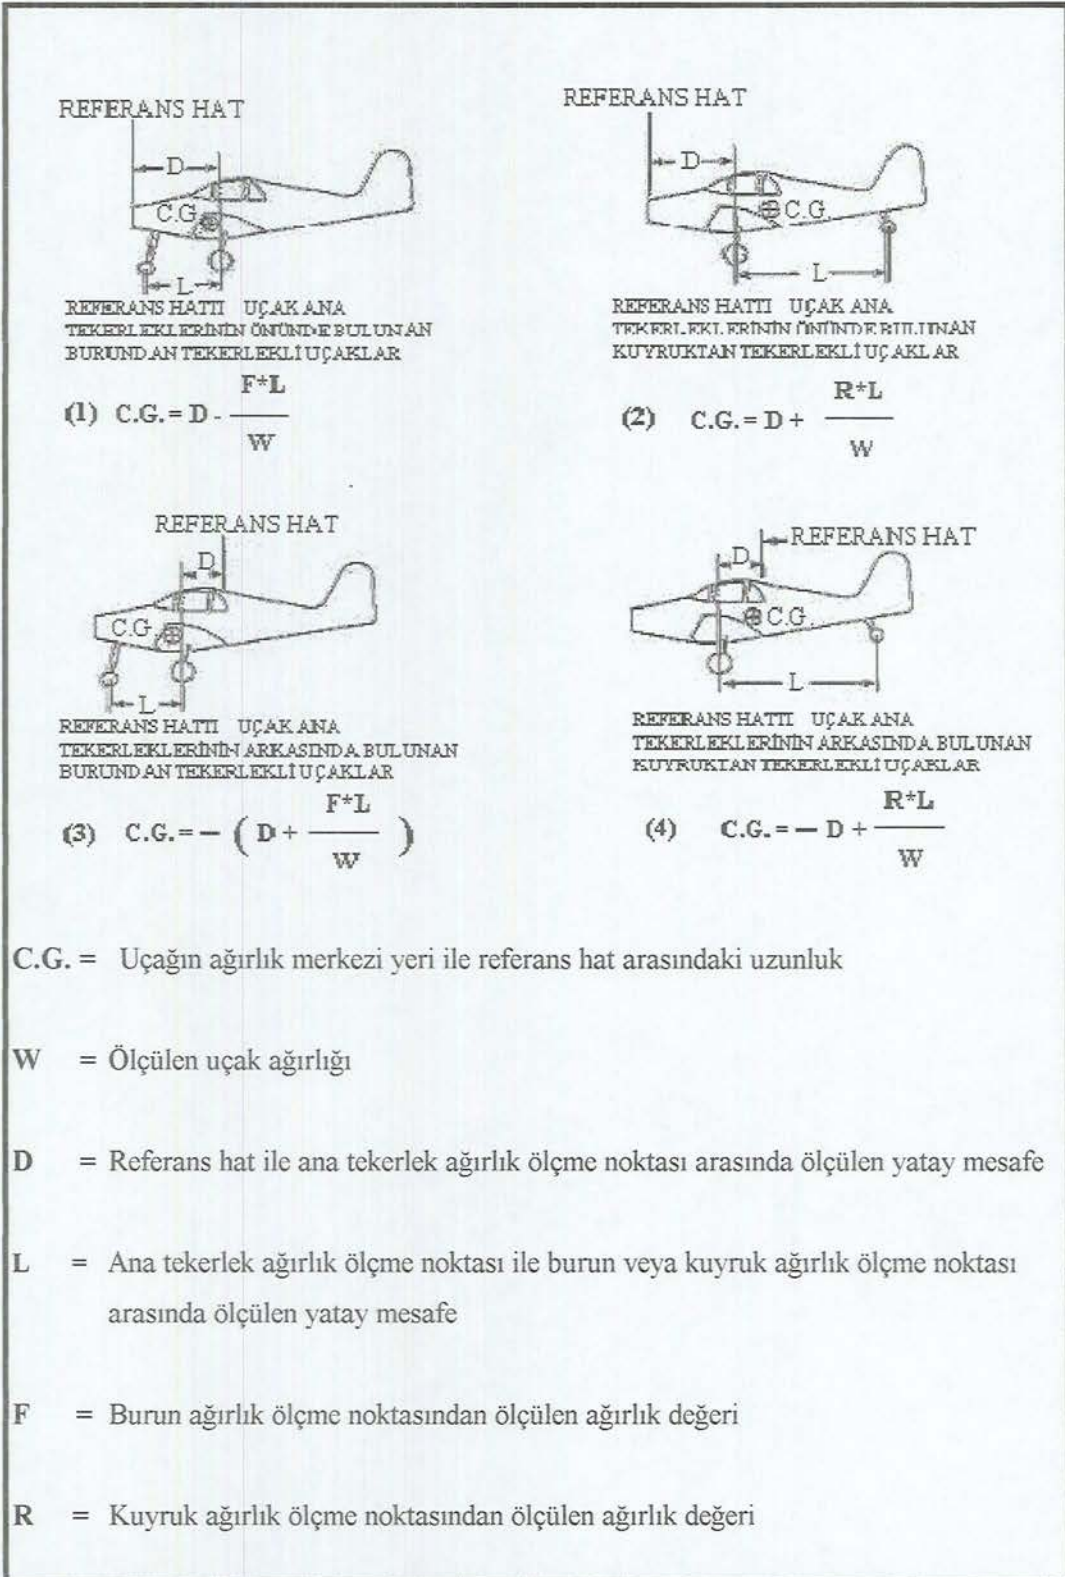 REFERANS HAT
D
C.G.
L
REFERANS HATTI UÇAK ANA
TEKERLEKLERİNİN ÖNÜNDE BULUNAN
BURUNDAN TEKERLEKLİ UÇAKLAR
(1) C.G. = D - F*L / W
REFERANS HAT
D
C.G.
L
REFERANS HATTI UÇAK ANA
TEKERLEKLERİNİN ÖNÜNDE BULUNAN
KUYRUKTAN TEKERLEKLİ UÇAKLAR
(2) C.G. = D + R*L / W
REFERANS HAT
D
C.G.
L
REFERANS HATTI UÇAK ANA
TEKERLEKLERİNİN ARKASINDA BULUNAN
BURUNDAN TEKERLEKLİ UÇAKLAR
(3) C.G. = — ( D + F*L / W )
REFERANS HAT
D
C.G.
L
REFERANS HATTI UÇAK ANA
TEKERLEKLERİNİN ARKASINDA BULUNAN
KUYRUKTAN TEKERLEKLİ UÇAKLAR
(4) C.G. = — D + R*L / W
C.G. = Uçağın ağırlık merkezi yeri ile referans hat arasındaki uzunluk
W = Ölçülen uçak ağırlığı
D = Referans hat ile ana tekerlek ağırlık ölçme noktası arasında ölçülen yatay mesafe
L = Ana tekerlek ağırlık ölçme noktası ile burun veya kuyruk ağırlık ölçme noktası
arasında ölçülen yatay mesafe
F = Burun ağırlık ölçme noktasından ölçülen ağırlık değeri
R = Kuyruk ağırlık ölçme noktasından ölçülen ağırlık değeri